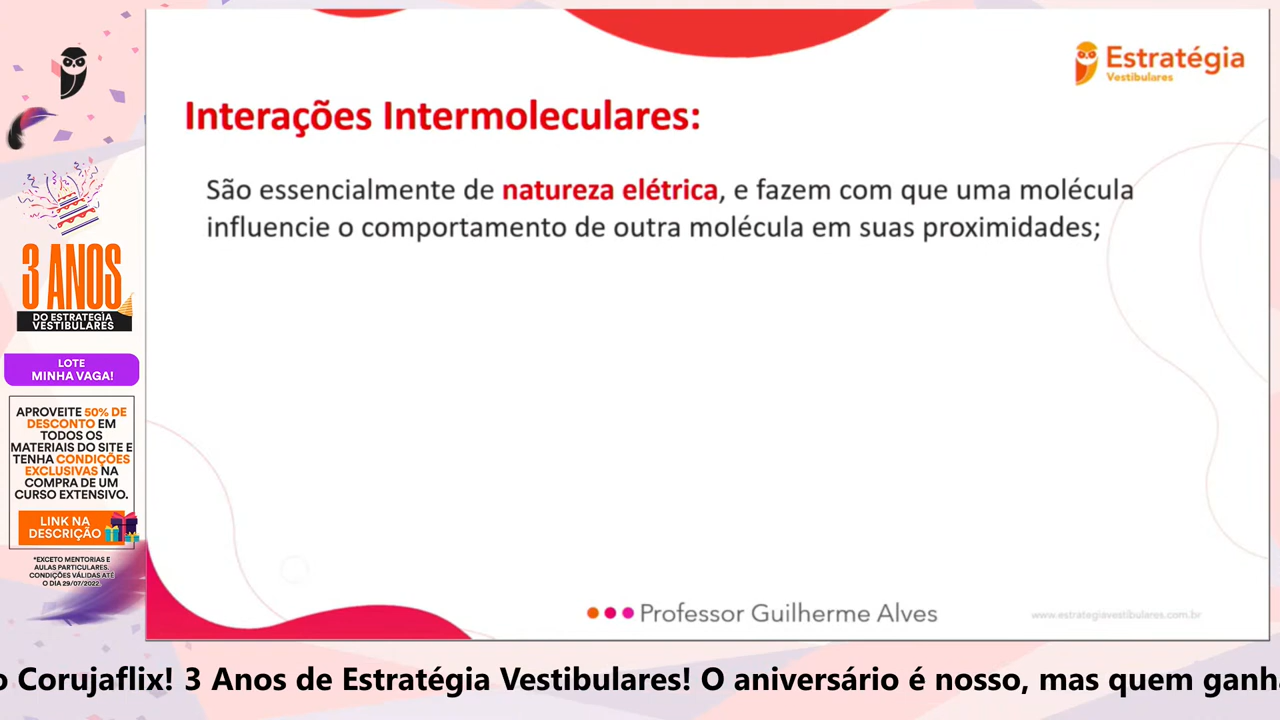 Estratégia
Vestibulares
Interações Intermoleculares:
São essencialmente de natureza elétrica, e fazem com que uma molécula
influencie o comportamento de outra molécula em suas proximidades;
3 ANOS
DO ESTRATEGIA
VESTIBULARES
LOTE
MINHA VAGA!
APROVEITE 50% DE
DESCONTO EM
TODOS OS
MATERIAIS DO SITE E
TENHA CONDIÇÕES
EXCLUSIVAS NA
COMPRA DE UM
CURSO EXTENSIVO.
LINK NA
DESCRIÇÃO
*EXCETO MENTORIAS E
AULAS PARTICULARES.
CONDIÇÕES VÁLIDAS ATÉ
O DIA 29/07/2022.
Professor Guilherme Alves
www.estrategiavestibulares.com.br
o Corujaflix! 3 Anos de Estratégia Vestibulares! O aniversário é nosso, mas quem ganha